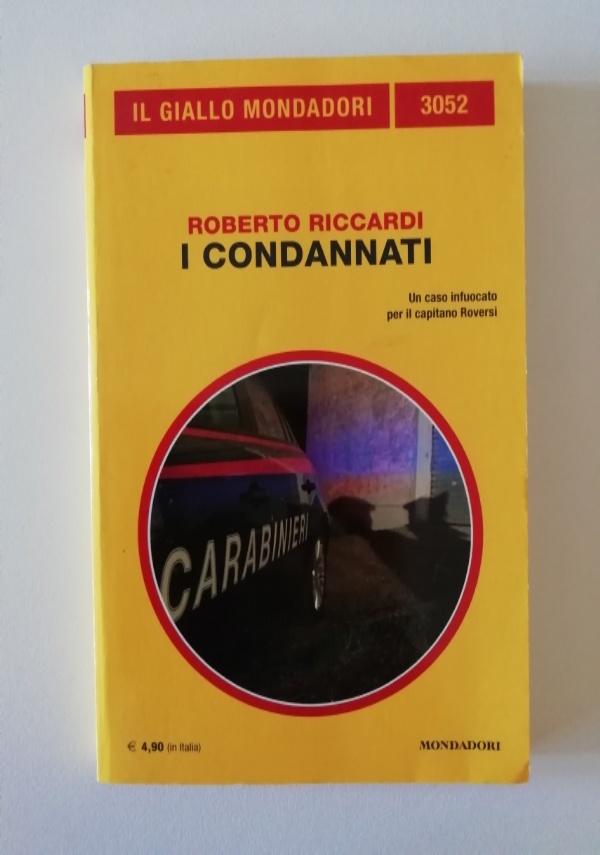 IL GIALLO MONDADORI 3052
ROBERTO RICCARDI
I CONDANNATI
Un caso infuocato
per il capitano Roversi
CARABINIERI
€ 4,90 (in Italia) MONDADORI